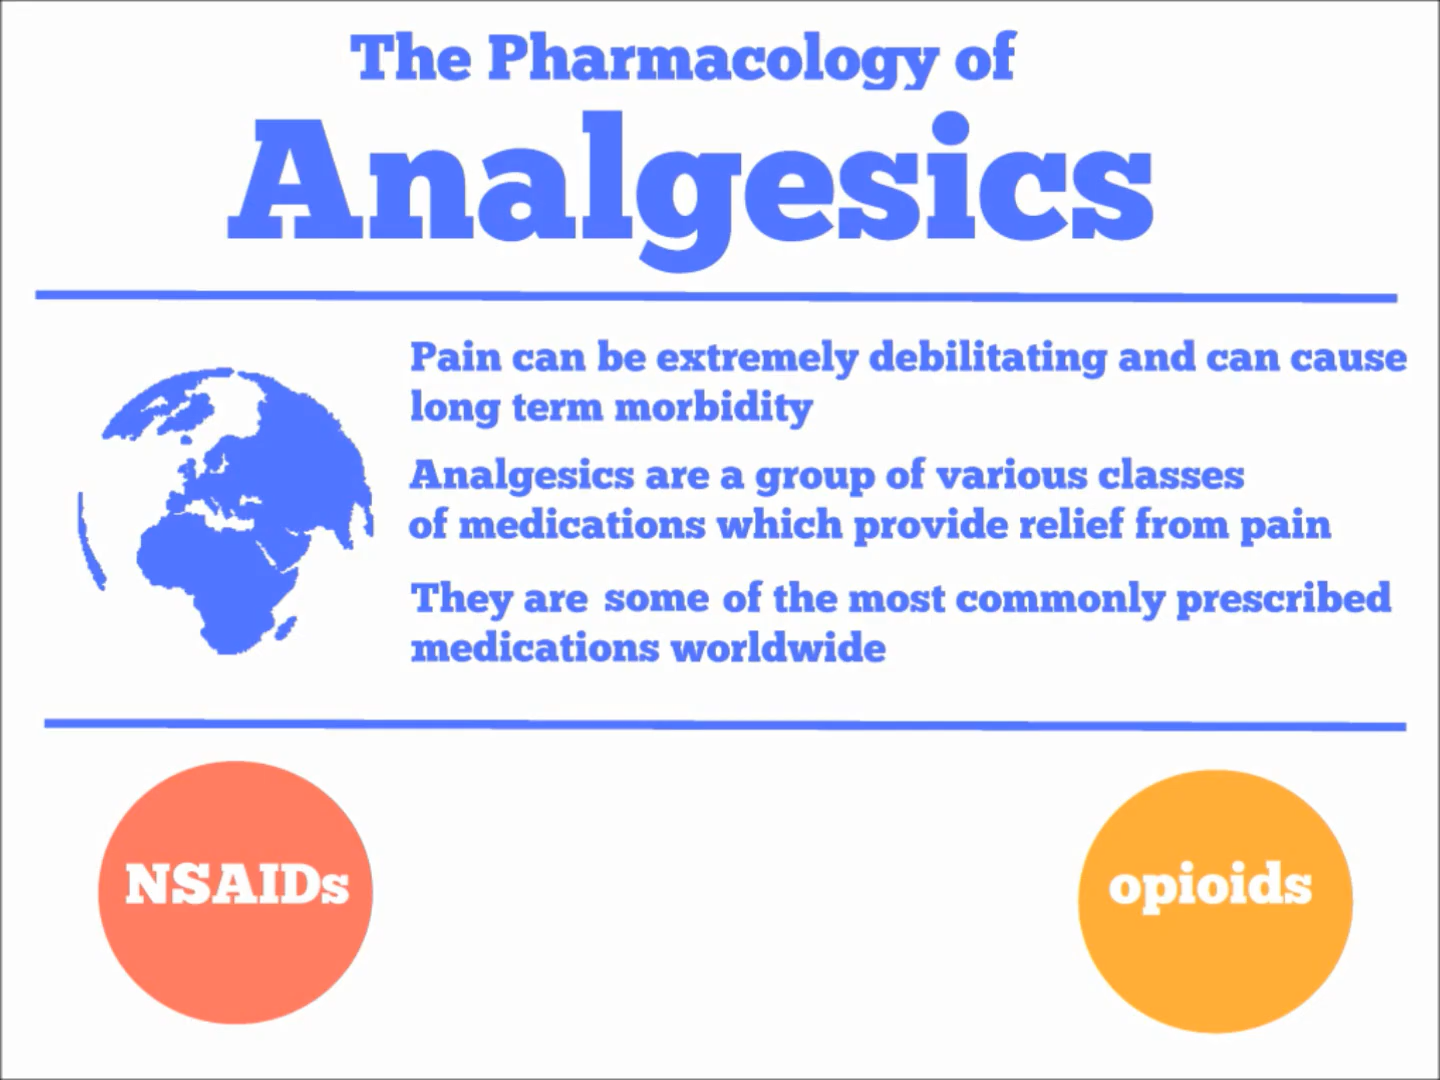 The Pharmacology of
Analgesics
Pain can be extremely debilitating and can cause
long term morbidity
Analgesics are a group of various classes
of medications which provide relief from pain
They are some of the most commonly prescribed
medications worldwide
NSAIDs
opioids